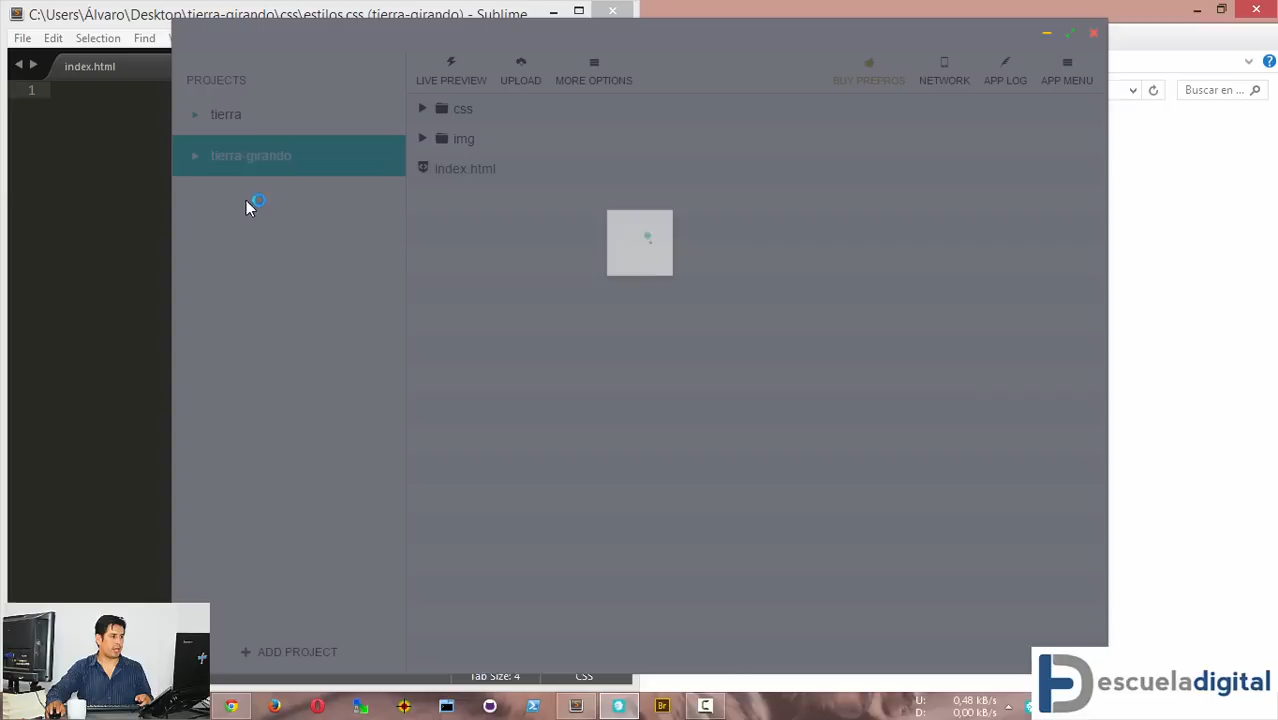 C:\Users\Álvaro\Desktop\tierra-girando\css\estilos.css (tierra-girando) - Sublime
File Edit Selection Find
index.html
1
PROJECTS
tierra
tierra-girando
ADD PROJECT
LIVE PREVIEW UPLOAD MORE OPTIONS BUY PREPROS NETWORK APP LOG APP MENU
css
img
index.html
Buscar en ...
Tab Size: 4 CSS
Br
U: 0,48 kB/s
D: 0,00 kB/s
escueladigital